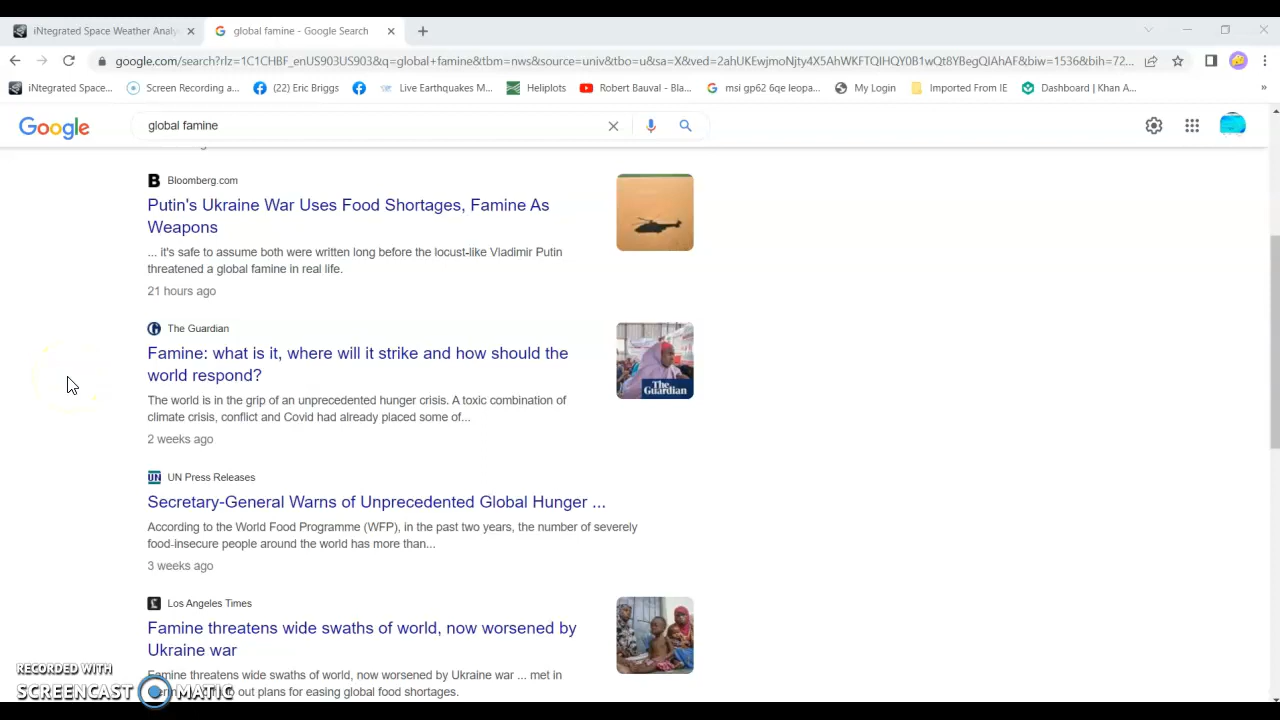 iNtegrated Space Weather Analy
global famine - Google Search
google.com/search?rlz=1C1CHBF_enUS903US903&q=global+famine&tbm=nws&source=univ&tbo=u&sa=X&ved=2ahUKEwjmoNjty4X5AhWKFTQIHQY0B1wQt8YBegQIAhAF&biw=1536&bih=72...
iNtegrated Space... Screen Recording a... (22) Eric Briggs Live Earthquakes M... Heliplots Robert Bauval - Bla... msi gp62 6qe leopa... My Login Imported From IE Dashboard | Khan A... »
Google global famine
Bloomberg.com
Putin's Ukraine War Uses Food Shortages, Famine As
Weapons
... it's safe to assume both were written long before the locust-like Vladimir Putin
threatened a global famine in real life.
21 hours ago
The Guardian
Famine: what is it, where will it strike and how should the
world respond?
The world is in the grip of an unprecedented hunger crisis. A toxic combination of
climate crisis, conflict and Covid had already placed some of...
The Guardian
2 weeks ago
UN UN Press Releases
Secretary-General Warns of Unprecedented Global Hunger ...
According to the World Food Programme (WFP), in the past two years, the number of severely
food-insecure people around the world has more than...
3 weeks ago
Los Angeles Times
Famine threatens wide swaths of world, now worsened by
Ukraine war
Famine threatens wide swaths of world, now worsened by Ukraine war ... met in
out plans for easing global food shortages.
RECORDED WITH
SCREENCAST MATIC